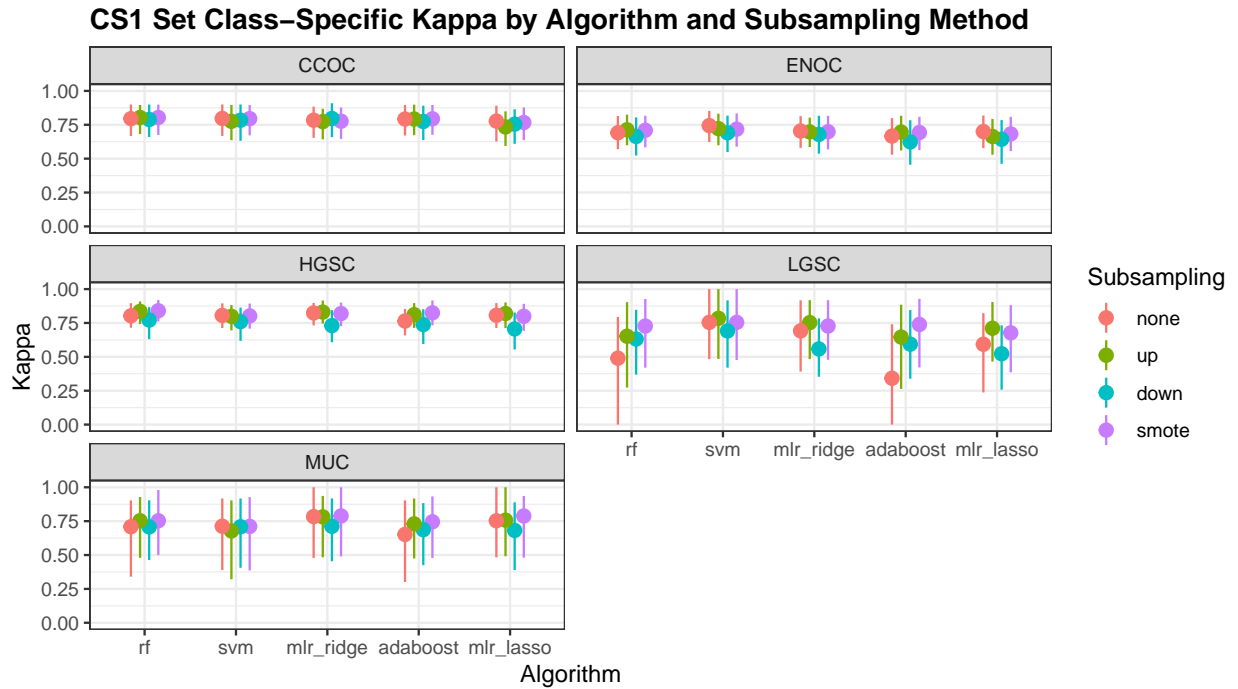 CS1 Set Class–Specific Kappa by Algorithm and Subsampling Method
CCOC
ENOC
1.00
0.75
0.50
0.25
0.00
HGSC
LGSC
1.00
0.75
0.50
0.25
0.00
rf svm mlr_ridge adaboost mlr_lasso
MUC
1.00
0.75
0.50
0.25
0.00
rf svm mlr_ridge adaboost mlr_lasso
Kappa
Algorithm
Subsampling
none
up
down
smote